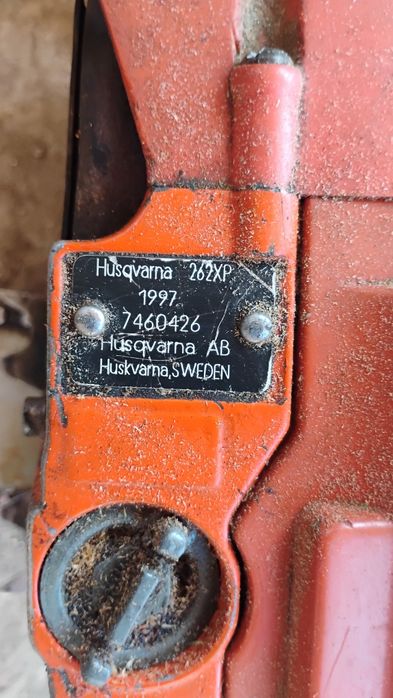 Husqvarna 262XP
1997
7460426
Husqvarna AB
Huskvarna,SWEDEN